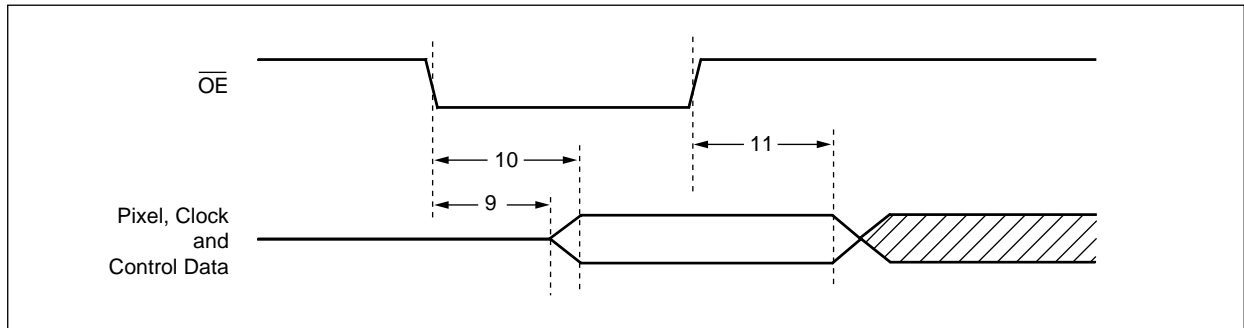 OE
10
11
9
Pixel, Clock
and
Control Data